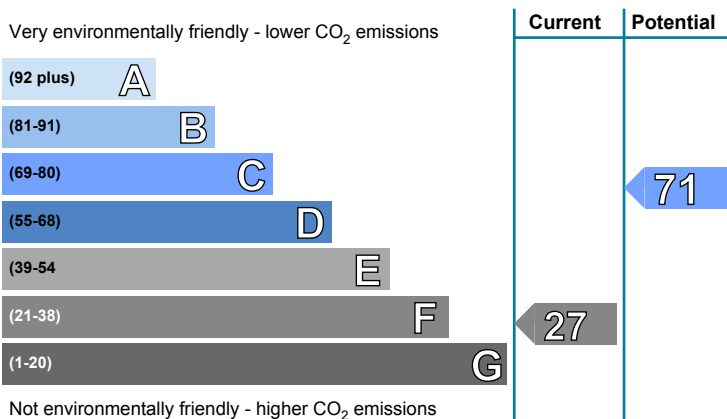 Current Potential
Very environmentally friendly - lower CO₂ emissions
(92 plus) A
(81-91) B
(69-80) C
71
(55-68) D
(39-54 E
(21-38) F
27
(1-20) G
Not environmentally friendly - higher CO₂ emissions